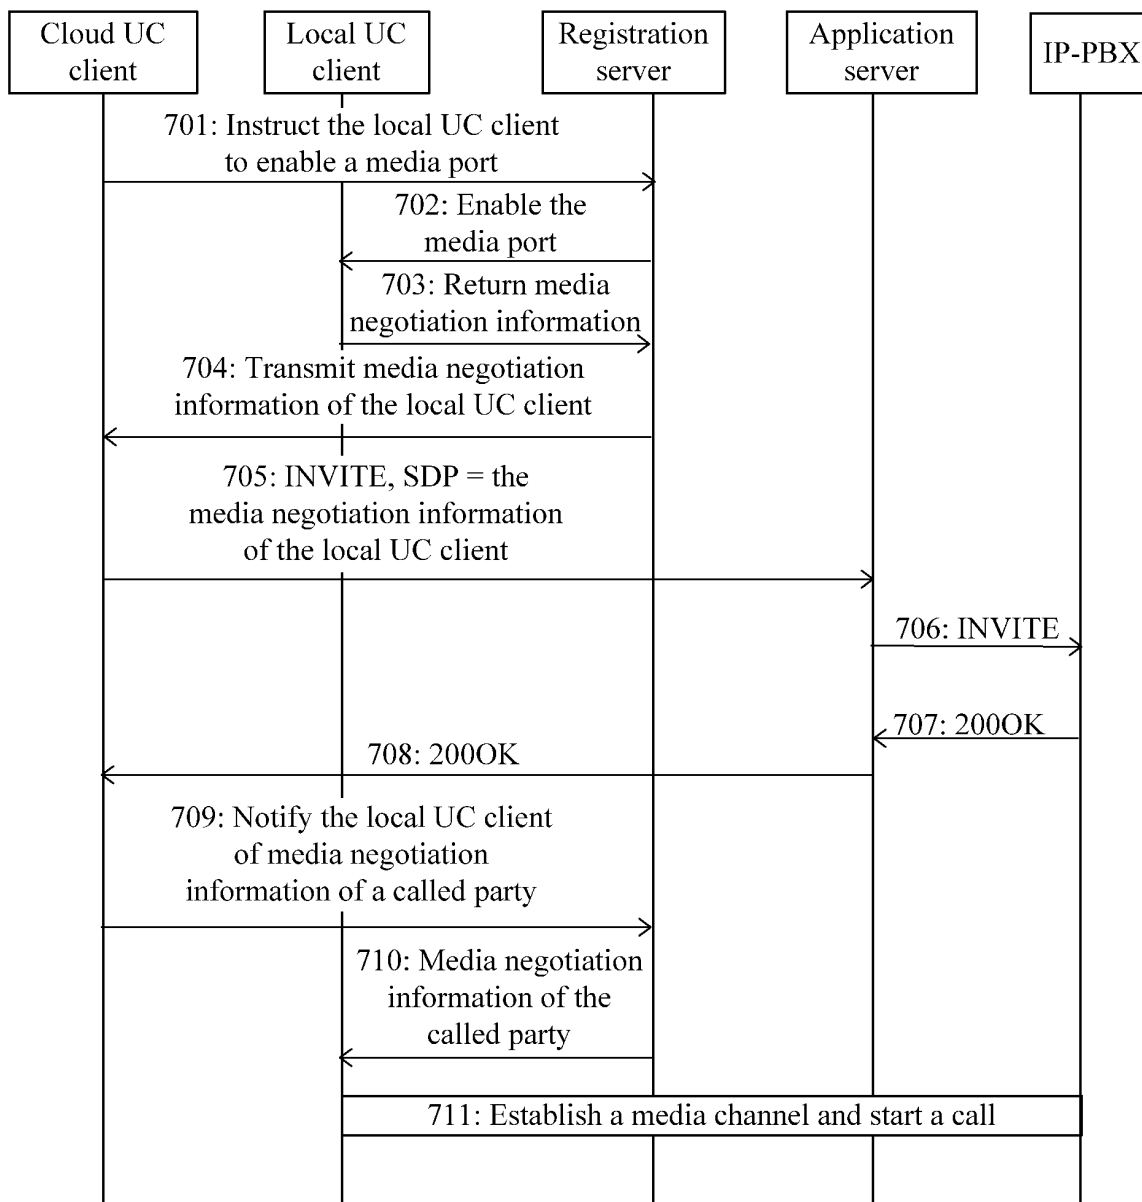 Cloud UC
client
Local UC
client
Registration
server
Application
server
IP-PBX
701: Instruct the local UC client
to enable a media port
702: Enable the
media port
703: Return media
negotiation information
704: Transmit media negotiation
information of the local UC client
705: INVITE, SDP = the
media negotiation information
of the local UC client
706: INVITE
707: 200OK
708: 200OK
709: Notify the local UC client
of media negotiation
information of a called party
710: Media negotiation
information of the
called party
711: Establish a media channel and start a call